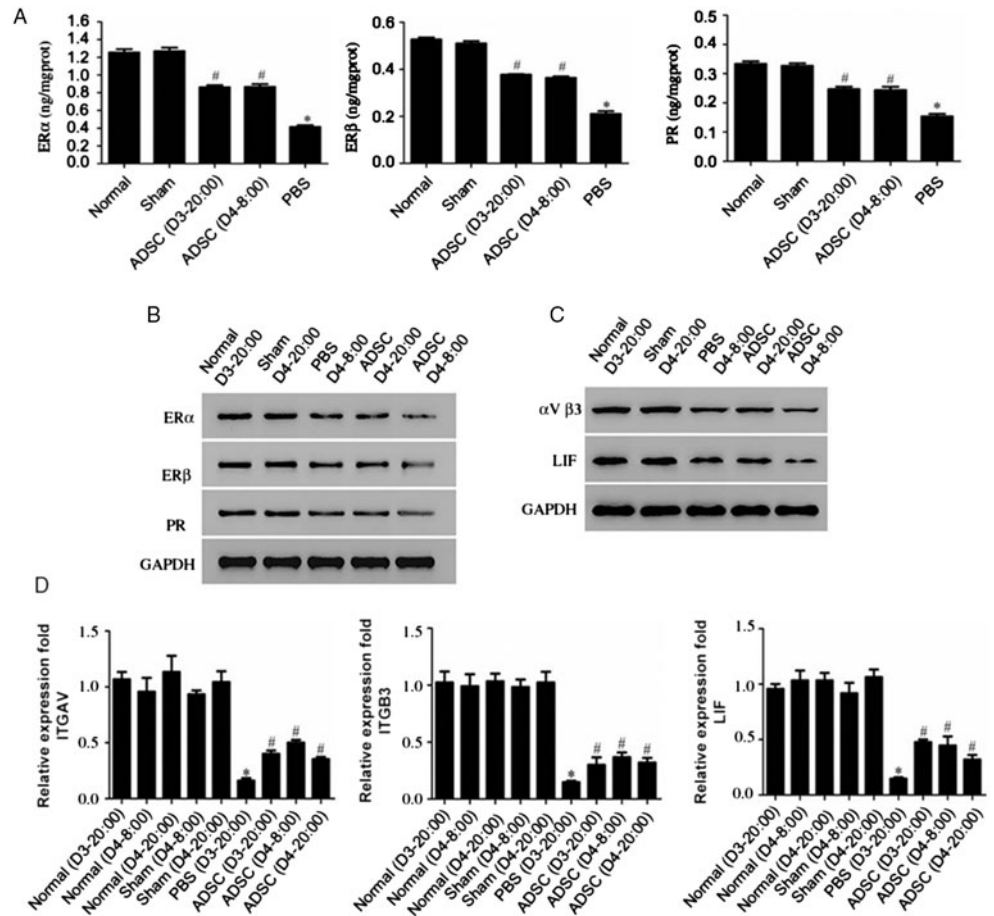 A
ERα (ng/mgprot)
1.6
1.4
1.2
1.0
0.8
0.6
0.4
0.2
0.0
#
#
*
Normal
Sham
ADSC (D3-20:00)
ADSC (D4-8:00)
PBS
ERβ (ng/mgprot)
0.6
0.4
0.2
0.0
#
#
*
Normal
Sham
ADSC (D3-20:00)
ADSC (D4-8:00)
PBS
PR (ng/mgprot)
0.5
0.4
0.3
0.2
0.1
0.0
#
#
*
Normal
Sham
ADSC (D3-20:00)
ADSC (D4-8:00)
PBS
B
Normal
D3-20:00
Sham
D4-20:00
PBS
D4-8:00
ADSC
D4-20:00
ADSC
D4-8:00
ERα
ERβ
PR
GAPDH
C
Normal
D3-20:00
Sham
D4-20:00
PBS
D4-8:00
ADSC
D4-20:00
ADSC
D4-8:00
αV β3
LIF
GAPDH
D
Relative expression fold
ITGAV
1.5
1.0
0.5
0.0
*
#
#
#
Normal (D3-20:00)
Normal (D4-8:00)
Normal (D4-20:00)
Sham (D4-8:00)
Sham (D4-20:00)
PBS (D3-20:00)
ADSC (D3-20:00)
ADSC (D4-8:00)
ADSC (D4-20:00)
Relative expression fold
ITGB3
1.5
1.0
0.5
0.0
*
#
#
#
Normal (D3-20:00)
Normal (D4-8:00)
Normal (D4-20:00)
Sham (D4-8:00)
Sham (D4-20:00)
PBS (D3-20:00)
ADSC (D3-20:00)
ADSC (D4-8:00)
ADSC (D4-20:00)
Relative expression fold
LIF
1.5
1.0
0.5
0.0
*
#
#
#
Normal (D3-20:00)
Normal (D4-8:00)
Normal (D4-20:00)
Sham (D4-8:00)
Sham (D4-20:00)
PBS (D3-20:00)
ADSC (D3-20:00)
ADSC (D4-8:00)
ADSC (D4-20:00)